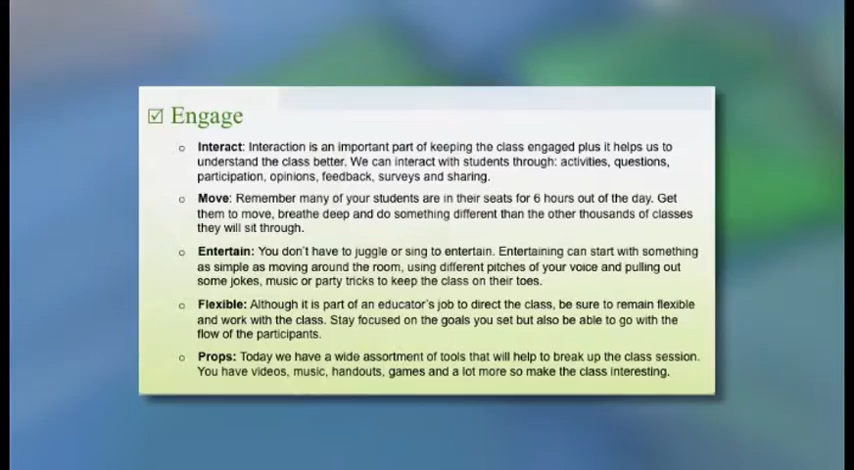 ☑ Engage
○ Interact: Interaction is an important part of keeping the class engaged plus it helps us to
understand the class better. We can interact with students through: activities, questions,
participation, opinions, feedback, surveys and sharing.
○ Move: Remember many of your students are in their seats for 6 hours out of the day. Get
them to move, breathe deep and do something different than the other thousands of classes
they will sit through.
○ Entertain: You don't have to juggle or sing to entertain. Entertaining can start with something
as simple as moving around the room, using different pitches of your voice and pulling out
some jokes, music or party tricks to keep the class on their toes.
○ Flexible: Although it is part of an educator's job to direct the class, be sure to remain flexible
and work with the class. Stay focused on the goals you set but also be able to go with the
flow of the participants.
○ Props: Today we have a wide assortment of tools that will help to break up the class session.
You have videos, music, handouts, games and a lot more so make the class interesting.